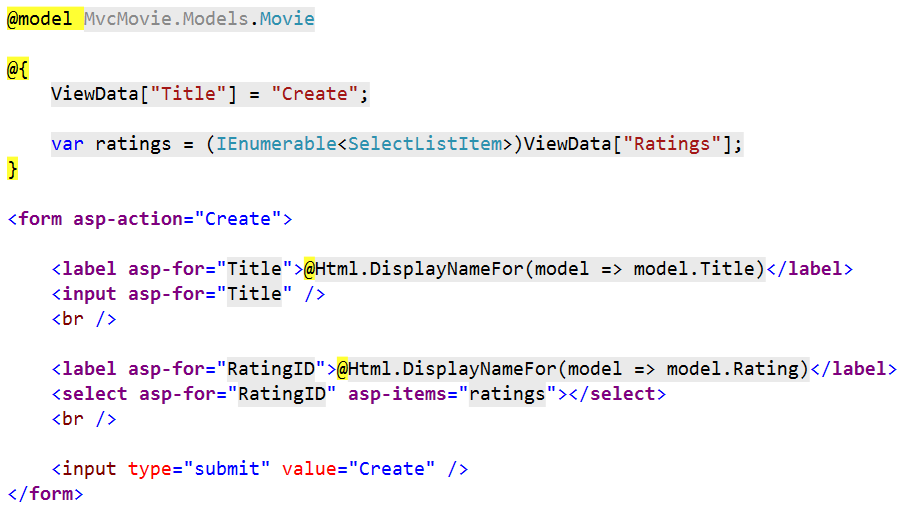 @model MvcMovie.Models.Movie
@{
    ViewData["Title"] = "Create";
    var ratings = (IEnumerable<SelectListItem>)ViewData["Ratings"];
}
<form asp-action="Create">
    <label asp-for="Title">@Html.DisplayNameFor(model => model.Title)</label>
    <input asp-for="Title" />
    <br />
    <label asp-for="RatingID">@Html.DisplayNameFor(model => model.Rating)</label>
    <select asp-for="RatingID" asp-items="ratings"></select>
    <br />
    <input type="submit" value="Create" />
</form>